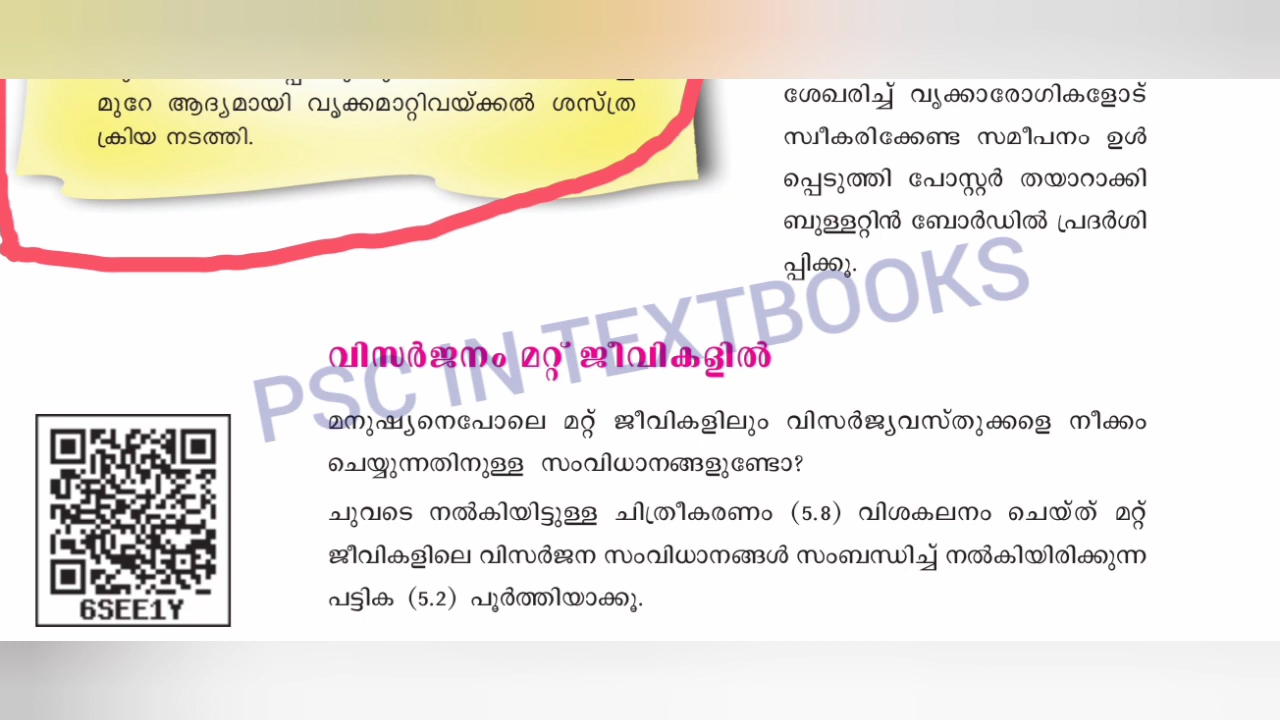 മുറേ ആദ്യമായി വൃക്കമാറ്റിവയ്ക്കൽ ശസ്ത്ര
ക്രിയ നടത്തി.
ശേഖരിച്ച് വൃക്കാരോഗികളോട്
സ്വീകരിക്കേണ്ട സമീപനം ഉൾ
പ്പെടുത്തി പോസ്റ്റർ തയാറാക്കി
ബുള്ളറ്റിൻ ബോർഡിൽ പ്രദർശി
പ്പിക്കൂ.
PSC IN TEXTBOOKS
വിസർജനം മറ്റ് ജീവികളിൽ
മനുഷ്യനെപോലെ മറ്റ് ജീവികളിലും വിസർജ്യവസ്തുക്കളെ നീക്കം
ചെയ്യുന്നതിനുള്ള സംവിധാനങ്ങളുണ്ടോ?
ചുവടെ നൽകിയിട്ടുള്ള ചിത്രീകരണം (5.8) വിശകലനം ചെയ്ത് മറ്റ്
ജീവികളിലെ വിസർജന സംവിധാനങ്ങൾ സംബന്ധിച്ച് നൽകിയിരിക്കുന്ന
പട്ടിക (5.2) പൂർത്തിയാക്കൂ.
6SEE1Y